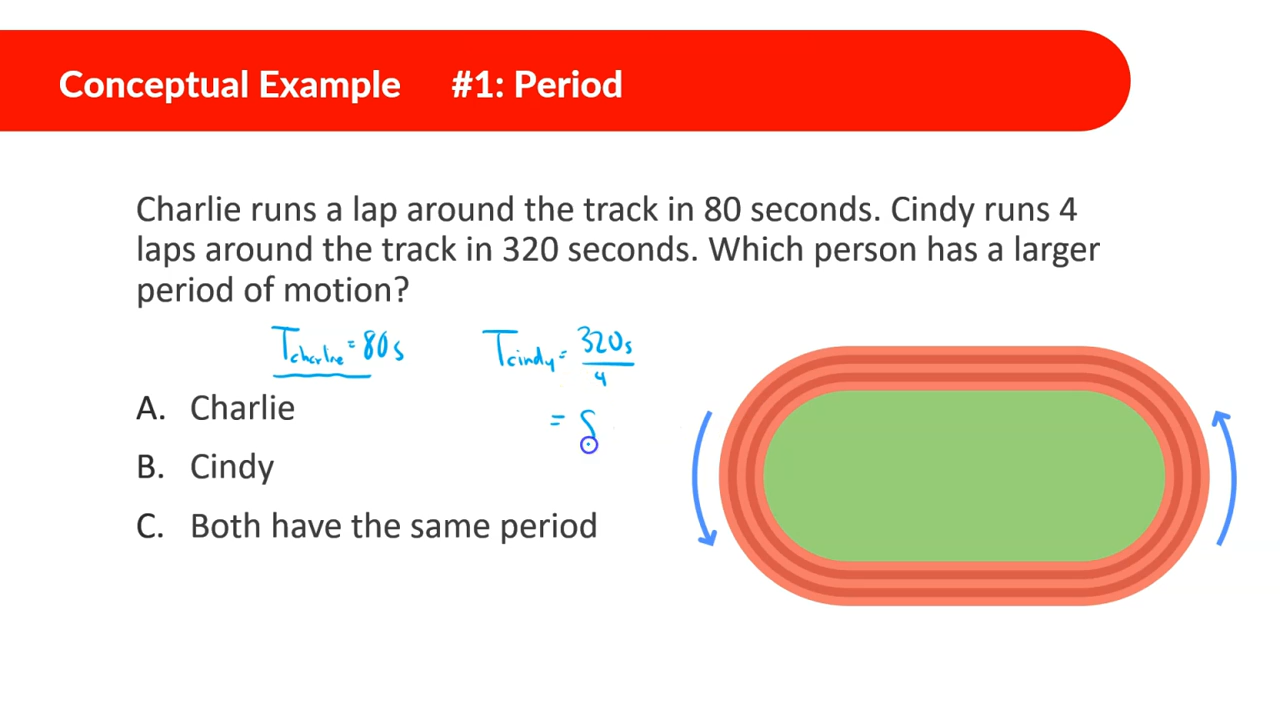 Conceptual Example #1: Period
Charlie runs a lap around the track in 80 seconds. Cindy runs 4
laps around the track in 320 seconds. Which person has a larger
period of motion?
T charlie = 80s
T cindy = 320s
4
=
A. Charlie
B. Cindy
C. Both have the same period